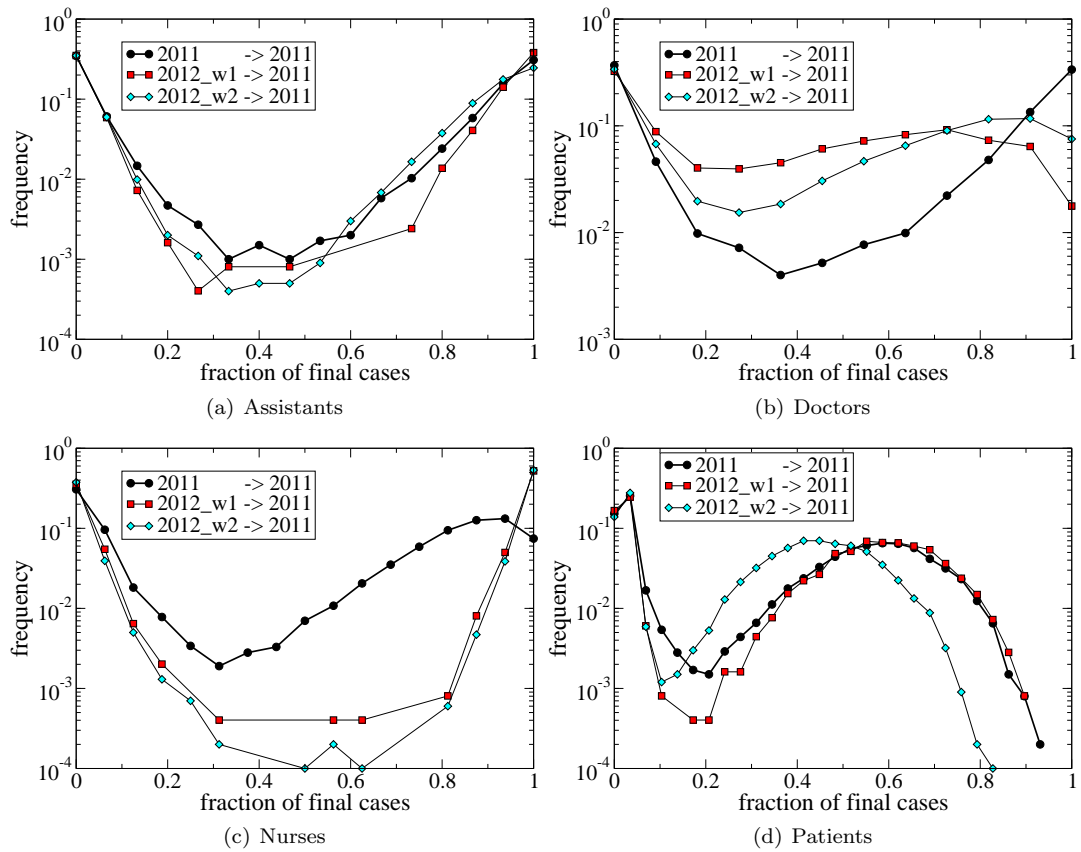 10^0
10^-1
10^-2
10^-3
10^-4
frequency
2011 -> 2011
2012_w1 -> 2011
2012_w2 -> 2011
0 0.2 0.4 0.6 0.8 1
fraction of final cases
(a) Assistants
10^0
10^-1
10^-2
10^-3
frequency
2011 -> 2011
2012_w1 -> 2011
2012_w2 -> 2011
0 0.2 0.4 0.6 0.8 1
fraction of final cases
(b) Doctors
10^0
10^-1
10^-2
10^-3
10^-4
frequency
2011 -> 2011
2012_w1 -> 2011
2012_w2 -> 2011
0 0.2 0.4 0.6 0.8 1
fraction of final cases
(c) Nurses
10^0
10^-1
10^-2
10^-3
10^-4
frequency
2011 -> 2011
2012_w1 -> 2011
2012_w2 -> 2011
0 0.2 0.4 0.6 0.8 1
fraction of final cases
(d) Patients